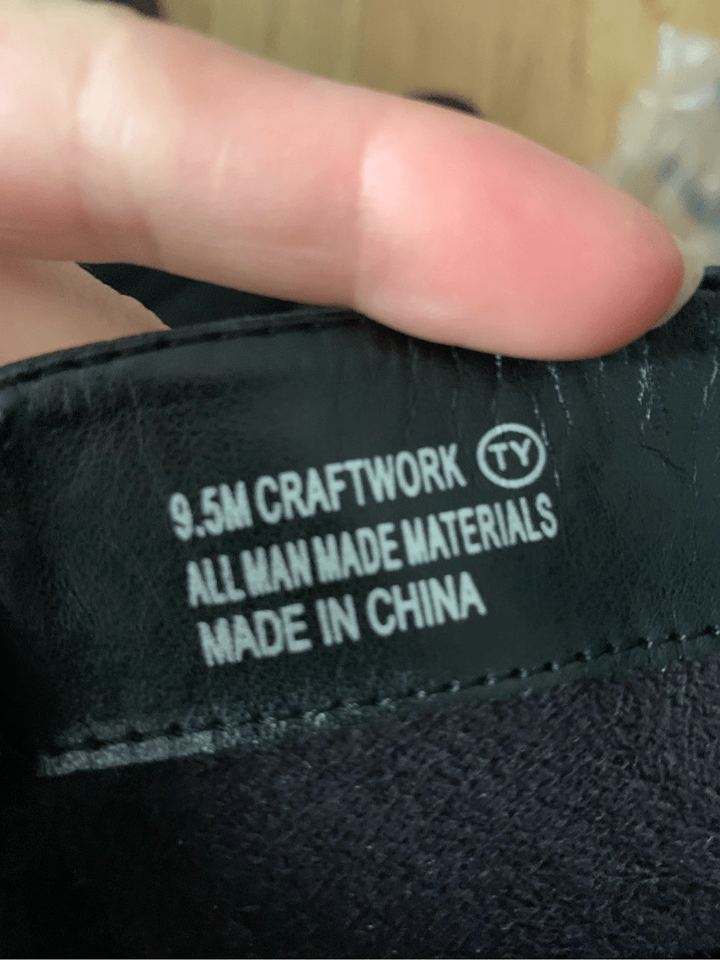 9.5M CRAFTWORK TY
ALL MAN MADE MATERIALS
MADE IN CHINA